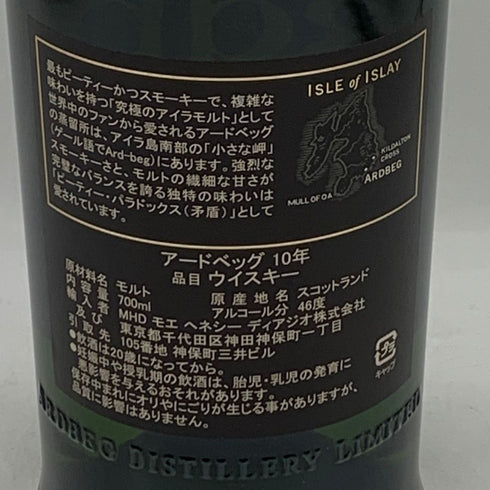 最もピーティーかつスモーキーで、複雑な
味わいを持つ「究極のアイラモルト」として
世界中のファンから愛されるアードベッグ
の蒸留所は、アイラ島南部の「小さな岬」
(ゲール語でArd-beg)にあります。強烈な
スモーキーさと、モルトの繊細な甘さが
完璧なバランスを誇る独特の味わいは
「ピーティー・パラドックス(矛盾)」として
愛されています。
ISLE of ISLAY
KILDALTON
CROSS
ARDBEG
MULL OF OA
アードベッグ 10年
品目 ウイスキー
原材料名 モルト 原産地名 スコットランド
容量 700ml アルコール分 46度
輸入者 MHD モエ ヘネシー ディアジオ株式会社
及び 東京都千代田区神田神保町一丁目
引取先 105番地 神保町三井ビル
●飲酒は20歳になってから。
●妊娠中や授乳期の飲酒は、胎児・乳児の発育に
悪影響を与えるおそれがあります。
保存中まれにオリやにごりが生じる事がありますが、
品質に影響はありません。
キャップ
ARDBEG DISTILLERY LIMITED